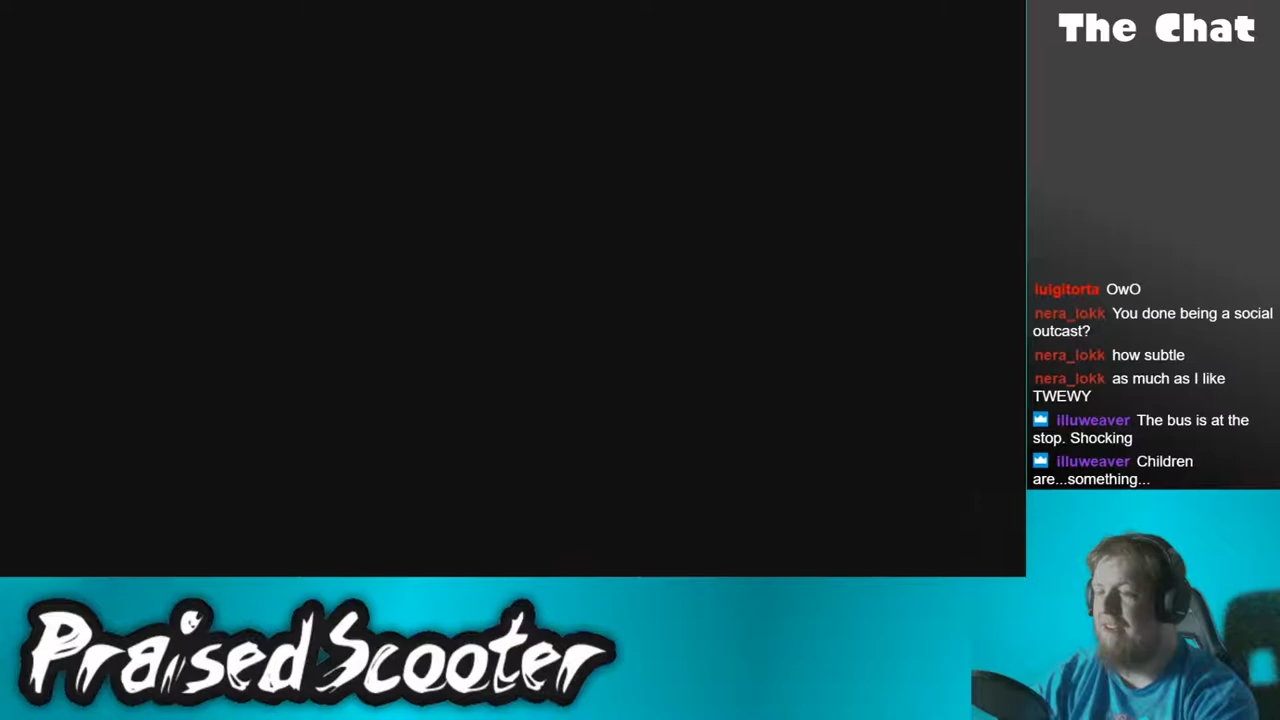 The Chat
luigitorta OwO
nera_lokk You done being a social
outcast?
nera_lokk how subtle
nera_lokk as much as I like
TWEWY
illuweaver The bus is at the
stop. Shocking
illuweaver Children
are...something...
PraisedScooter